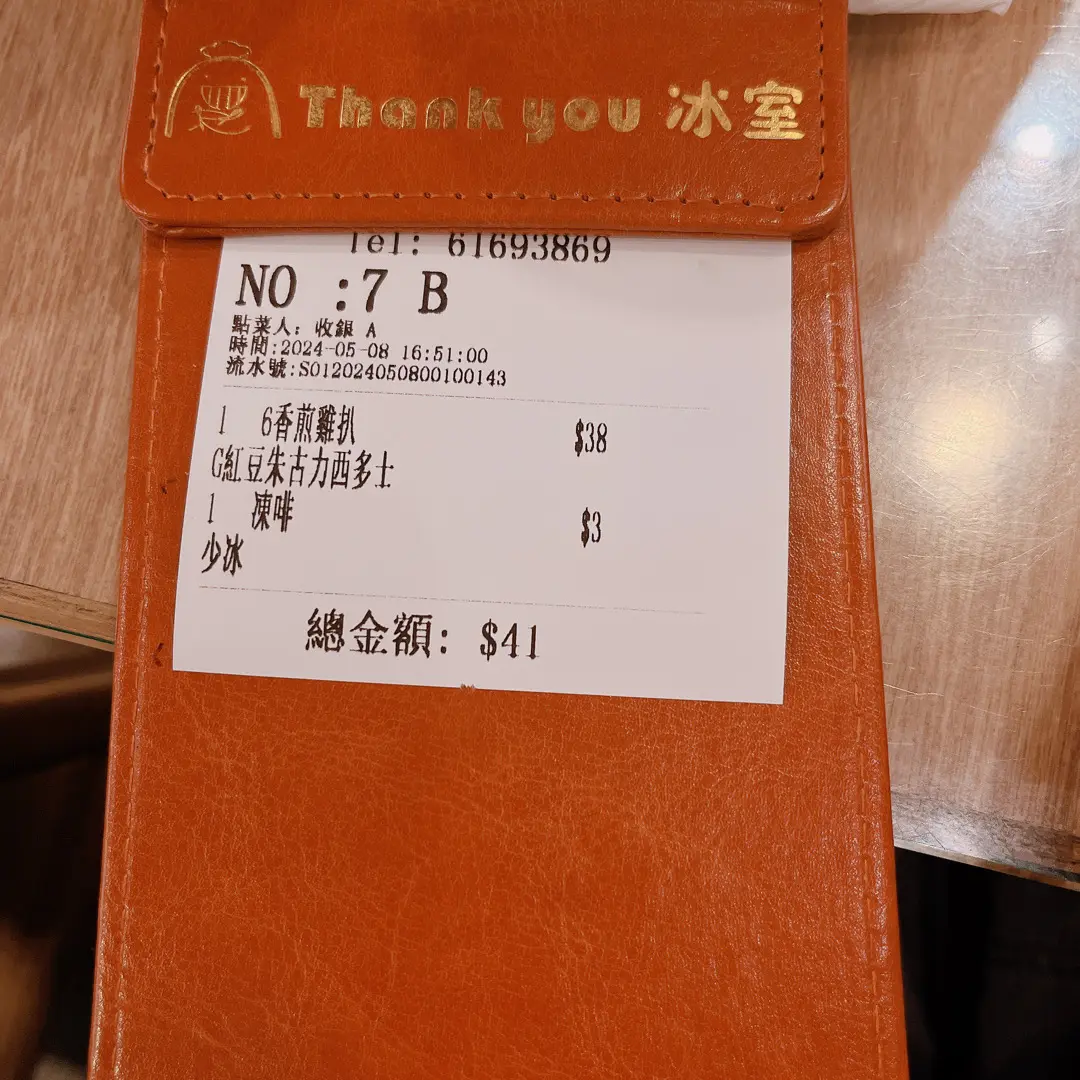 Thank you 冰室
Tel: 61693869
NO :7 B
點菜人: 收銀 A
時間:2024-05-08 16:51:00
流水號:S012024050800100143
1 6香煎雞扒 $38
G紅豆朱古力西多士
1 凍啡 $3
少冰
總金額: $41